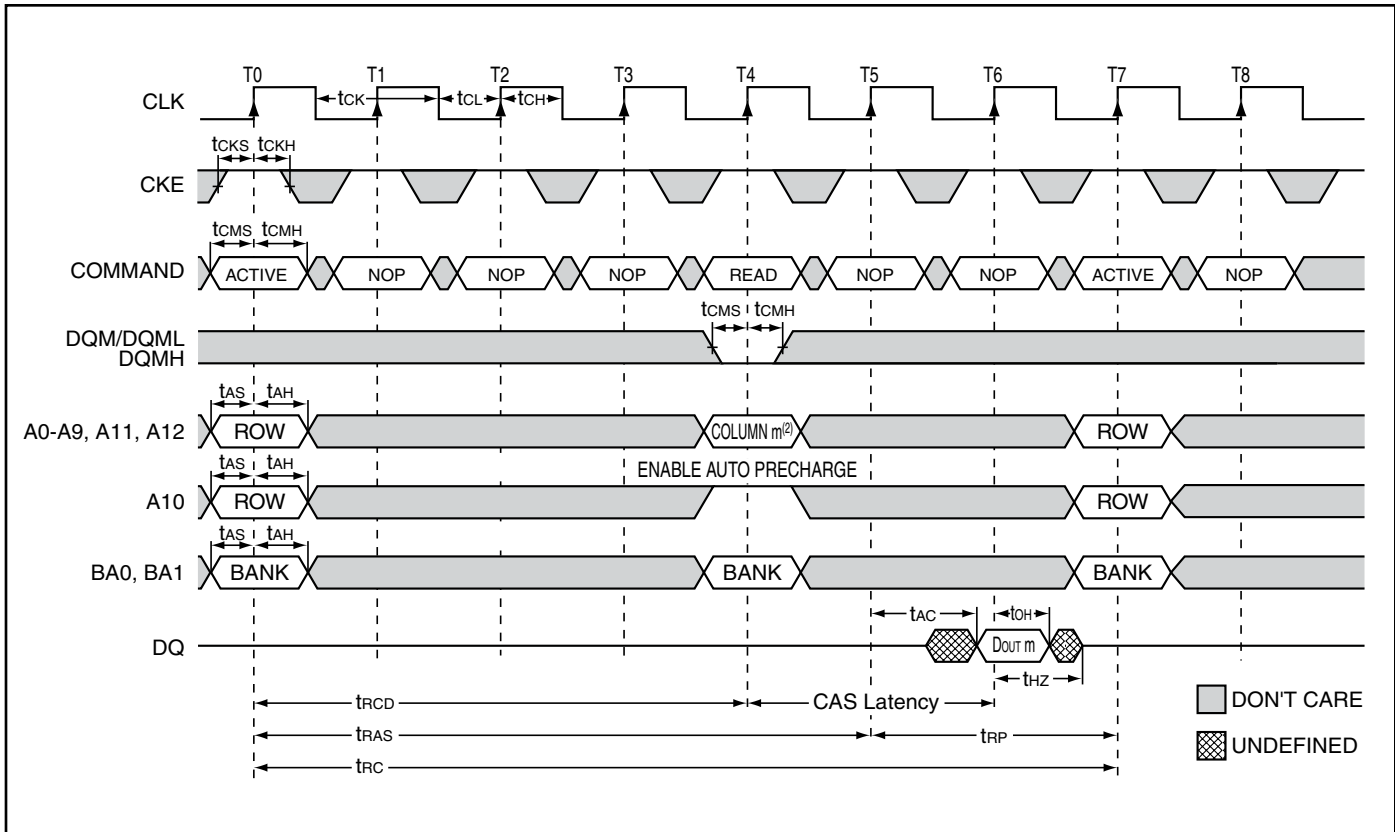 T0 T1 T2 T3 T4 T5 T6 T7 T8
CLK tCK tCL tCH
tCKS tCKH
CKE
tCMS tCMH
COMMAND ACTIVE NOP NOP NOP READ NOP NOP ACTIVE NOP
tCMS tCMH
DQM/DQML
DQMH
tAS tAH
A0-A9, A11, A12 ROW COLUMN m(2) ROW
ENABLE AUTO PRECHARGE
tAS tAH
A10 ROW ROW
tAS tAH
BA0, BA1 BANK BANK BANK
tAC tOH
DQ DOUT m
tHZ
tRCD CAS Latency
DON'T CARE
tRAS tRP
UNDEFINED
tRC